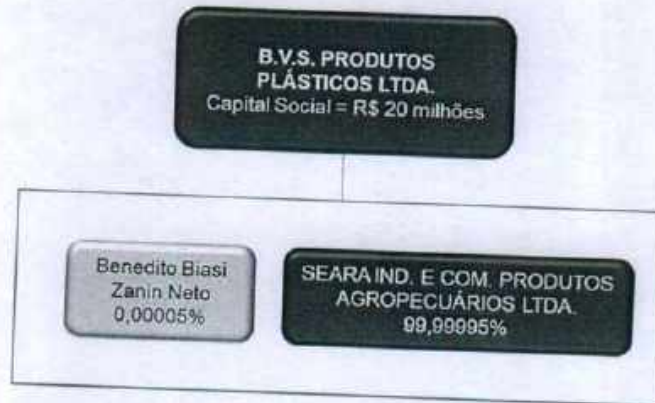 B.V.S. PRODUTOS
PLÁSTICOS LTDA.
Capital Social = R$ 20 milhões
Benedito Biasi
Zanin Neto
0,00005%
SEARA IND. E COM. PRODUTOS
AGROPECUÁRIOS LTDA.
99,99995%